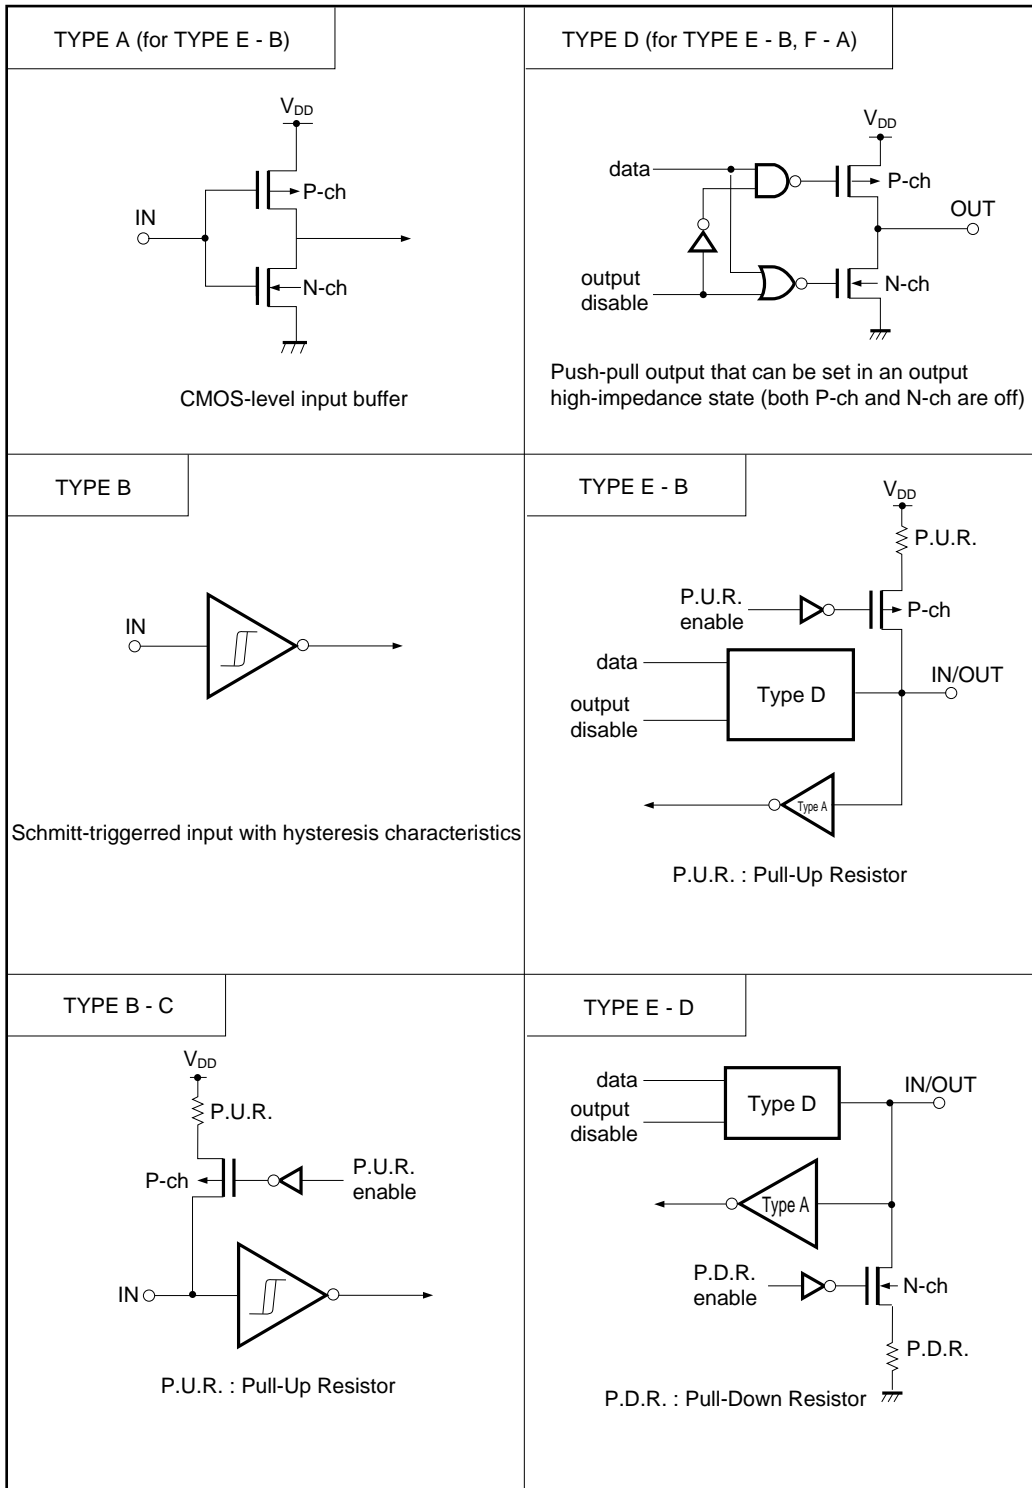 TYPE A (for TYPE E - B)
VDD
P-ch
IN
N-ch
CMOS-level input buffer
TYPE D (for TYPE E - B, F - A)
VDD
data
P-ch
OUT
output
disable
N-ch
Push-pull output that can be set in an output
high-impedance state (both P-ch and N-ch are off)
TYPE B
IN
Schmitt-triggerred input with hysteresis characteristics
TYPE E - B
VDD
P.U.R.
P.U.R.
enable
P-ch
data
IN/OUT
Type D
output
disable
Type A
P.U.R. : Pull-Up Resistor
TYPE B - C
VDD
P.U.R.
P-ch
P.U.R.
enable
IN
P.U.R. : Pull-Up Resistor
TYPE E - D
data
IN/OUT
Type D
output
disable
Type A
P.D.R.
enable
N-ch
P.D.R.
P.D.R. : Pull-Down Resistor